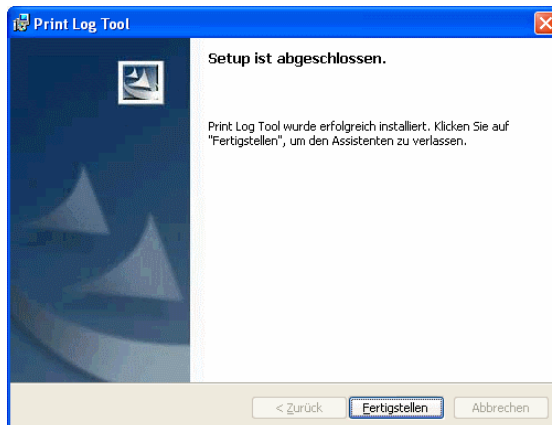 Print Log Tool
Setup ist abgeschlossen.
Print Log Tool wurde erfolgreich installiert. Klicken Sie auf
"Fertigstellen", um den Assistenten zu verlassen.
< Zurück
Fertigstellen
Abbrechen